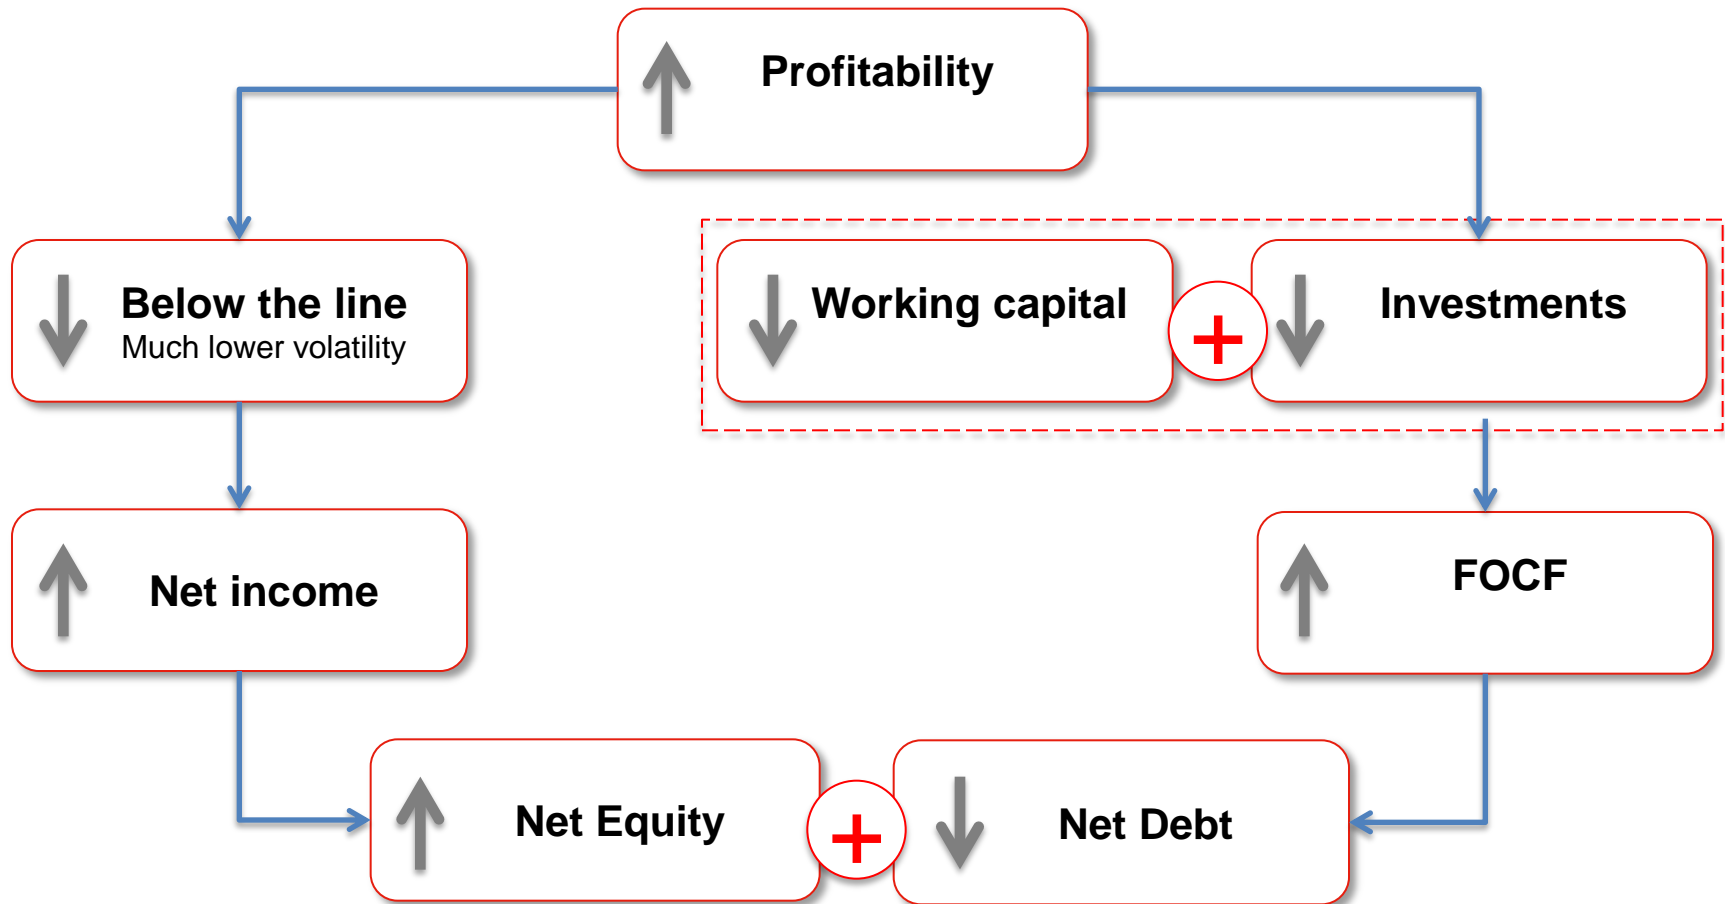 Profitability
Below the line
Much lower volatility
Working capital
+
Investments
Net income
FOCF
Net Equity
+
Net Debt